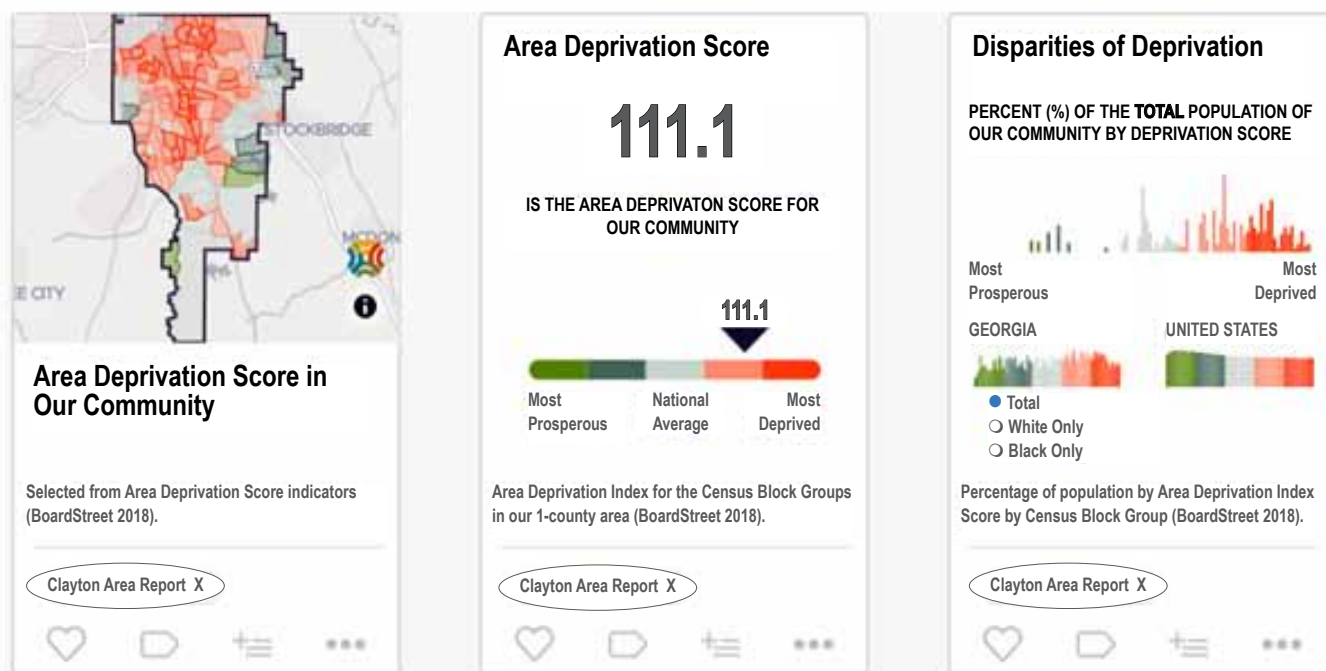 STOCKBRIDGE
MCDON
E CITY
Area Deprivation Score in
Our Community
Selected from Area Deprivation Score indicators
(BoardStreet 2018).
Clayton Area Report X
Area Deprivation Score
111.1
IS THE AREA DEPRIVATON SCORE FOR
OUR COMMUNITY
111.1
Most
Prosperous
National
Average
Most
Deprived
Area Deprivation Index for the Census Block Groups
in our 1-county area (BoardStreet 2018).
Clayton Area Report X
Disparities of Deprivation
PERCENT (%) OF THE TOTAL POPULATION OF
OUR COMMUNITY BY DEPRIVATION SCORE
Most
Prosperous
Most
Deprived
GEORGIA
UNITED STATES
Total
White Only
Black Only
Percentage of population by Area Deprivation Index
Score by Census Block Group (BoardStreet 2018).
Clayton Area Report X